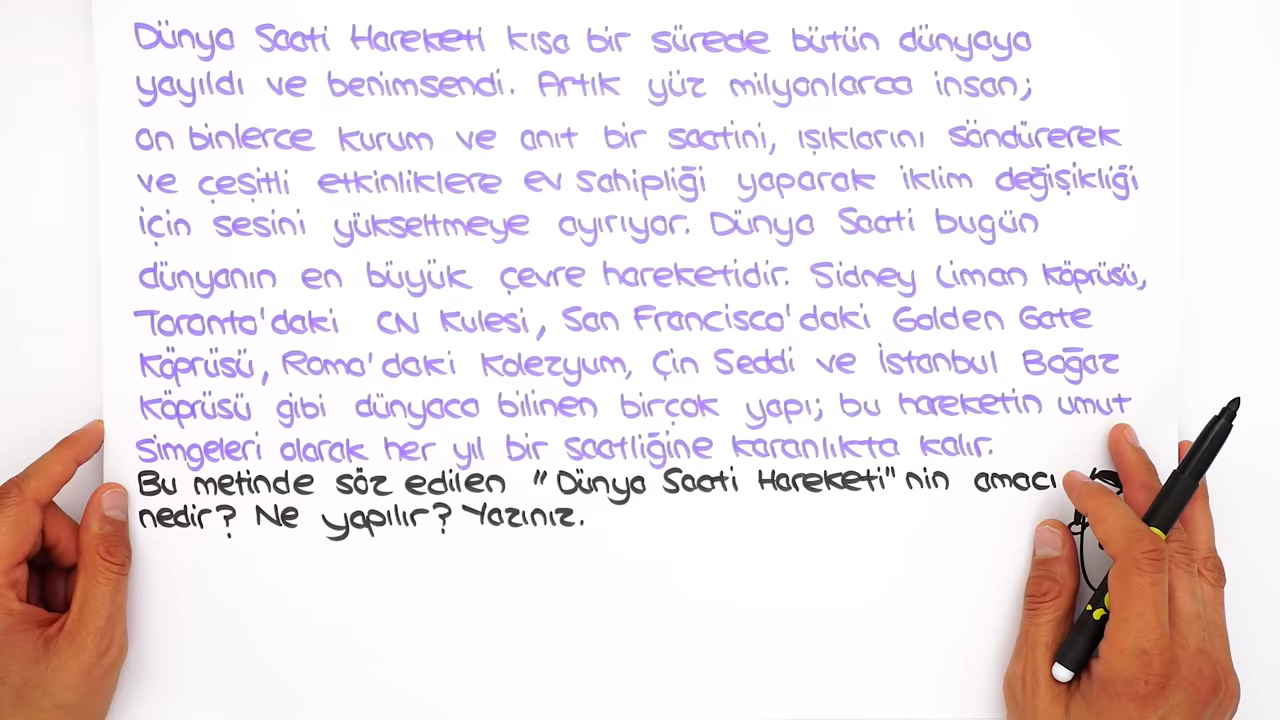 Dünya Saati Hareketi kısa bir sürede bütün dünyaya
yayıldı ve benimsendi. Artık yüz milyonlarca insan;
on binlerce kurum ve anıt bir saatini, ışıklarını söndürerek
ve çeşitli etkinliklere ev sahipliği yaparak iklim değişikliği
için sesini yükseltmeye ayırıyor. Dünya Saati bugün
dünyanın en büyük çevre hareketidir. Sidney Liman Köprüsü,
Toronto'daki CN Kulesi, San Francisco'daki Golden Gate
Köprüsü, Roma'daki Kolezyum, Çin Seddi ve İstanbul Boğaz
Köprüsü gibi dünyaca bilinen birçok yapı; bu hareketin umut
simgeleri olarak her yıl bir saatliğine karanlıkta kalır.
Bu metinde söz edilen "Dünya Saati Hareketi"nin amacı
nedir? Ne yapılır? Yazınız.